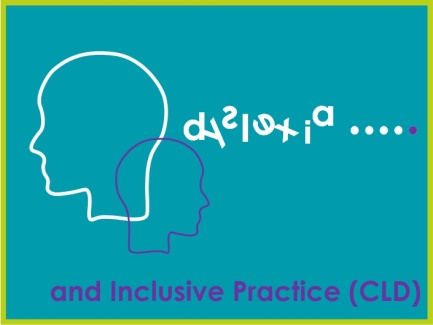 dyslexia .....
and Inclusive Practice (CLD)